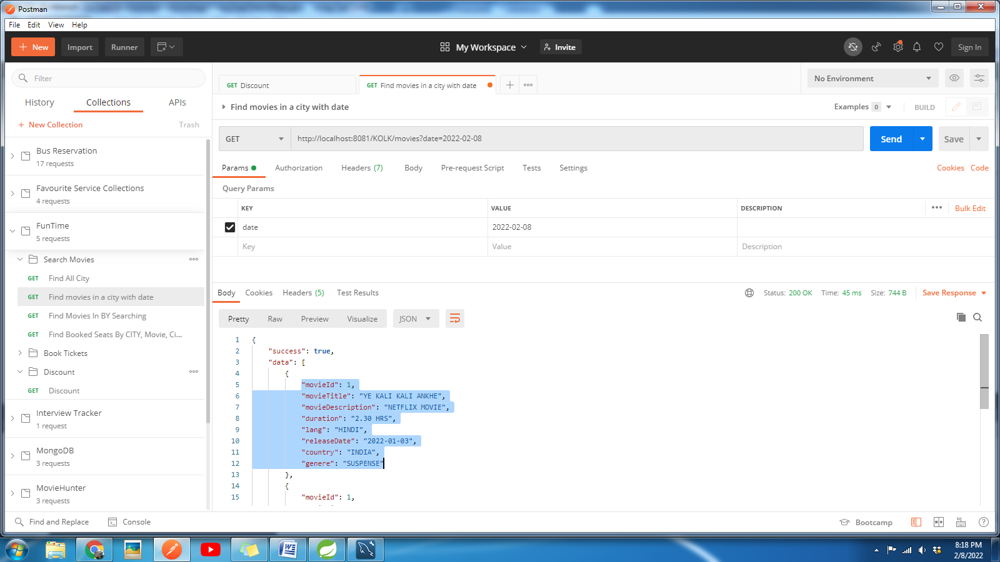 Postman
File Edit View Help
New Import Runner My Workspace Invite Sign In
Filter
History Collections APIs
+ New Collection Trash
Bus Reservation
17 requests
Favourite Service Collections
4 requests
FunTime
5 requests
Search Movies
GET Find All City
GET Find movies in a city with date
GET Find Movies In BY Searching
GET Find Booked Seats By CITY, Movie, Ci...
Book Tickets
Discount
GET Discount
Interview Tracker
1 request
MongoDB
3 requests
MovieHunter
3 requests
GET Discount GET Find movies in a city with date No Environment
Find movies in a city with date Examples 0 BUILD
GET http://localhost:8081/KOLK/movies?date=2022-02-08 Send Save
Params Authorization Headers (7) Body Pre-request Script Tests Settings Cookies Code
Query Params
KEY VALUE DESCRIPTION Bulk Edit
date 2022-02-08
Key Value Description
Body Cookies Headers (5) Test Results Status: 200 OK Time: 45 ms Size: 744 B Save Response
Pretty Raw Preview Visualize JSON
1 {
2 "success": true,
3 "data": [
4 {
5 "movieId": 1,
6 "movieTitle": "YE KALI KALI ANKHE",
7 "movieDescription": "NETFLIX MOVIE",
8 "duration": "2.30 HRS",
9 "lang": "HINDI",
10 "releaseDate": "2022-01-03",
11 "country": "INDIA",
12 "genere": "SUSPENSE"
13 },
14 {
15 "movieId": 1,
Find and Replace Console Bootcamp
8:18 PM
2/8/2022